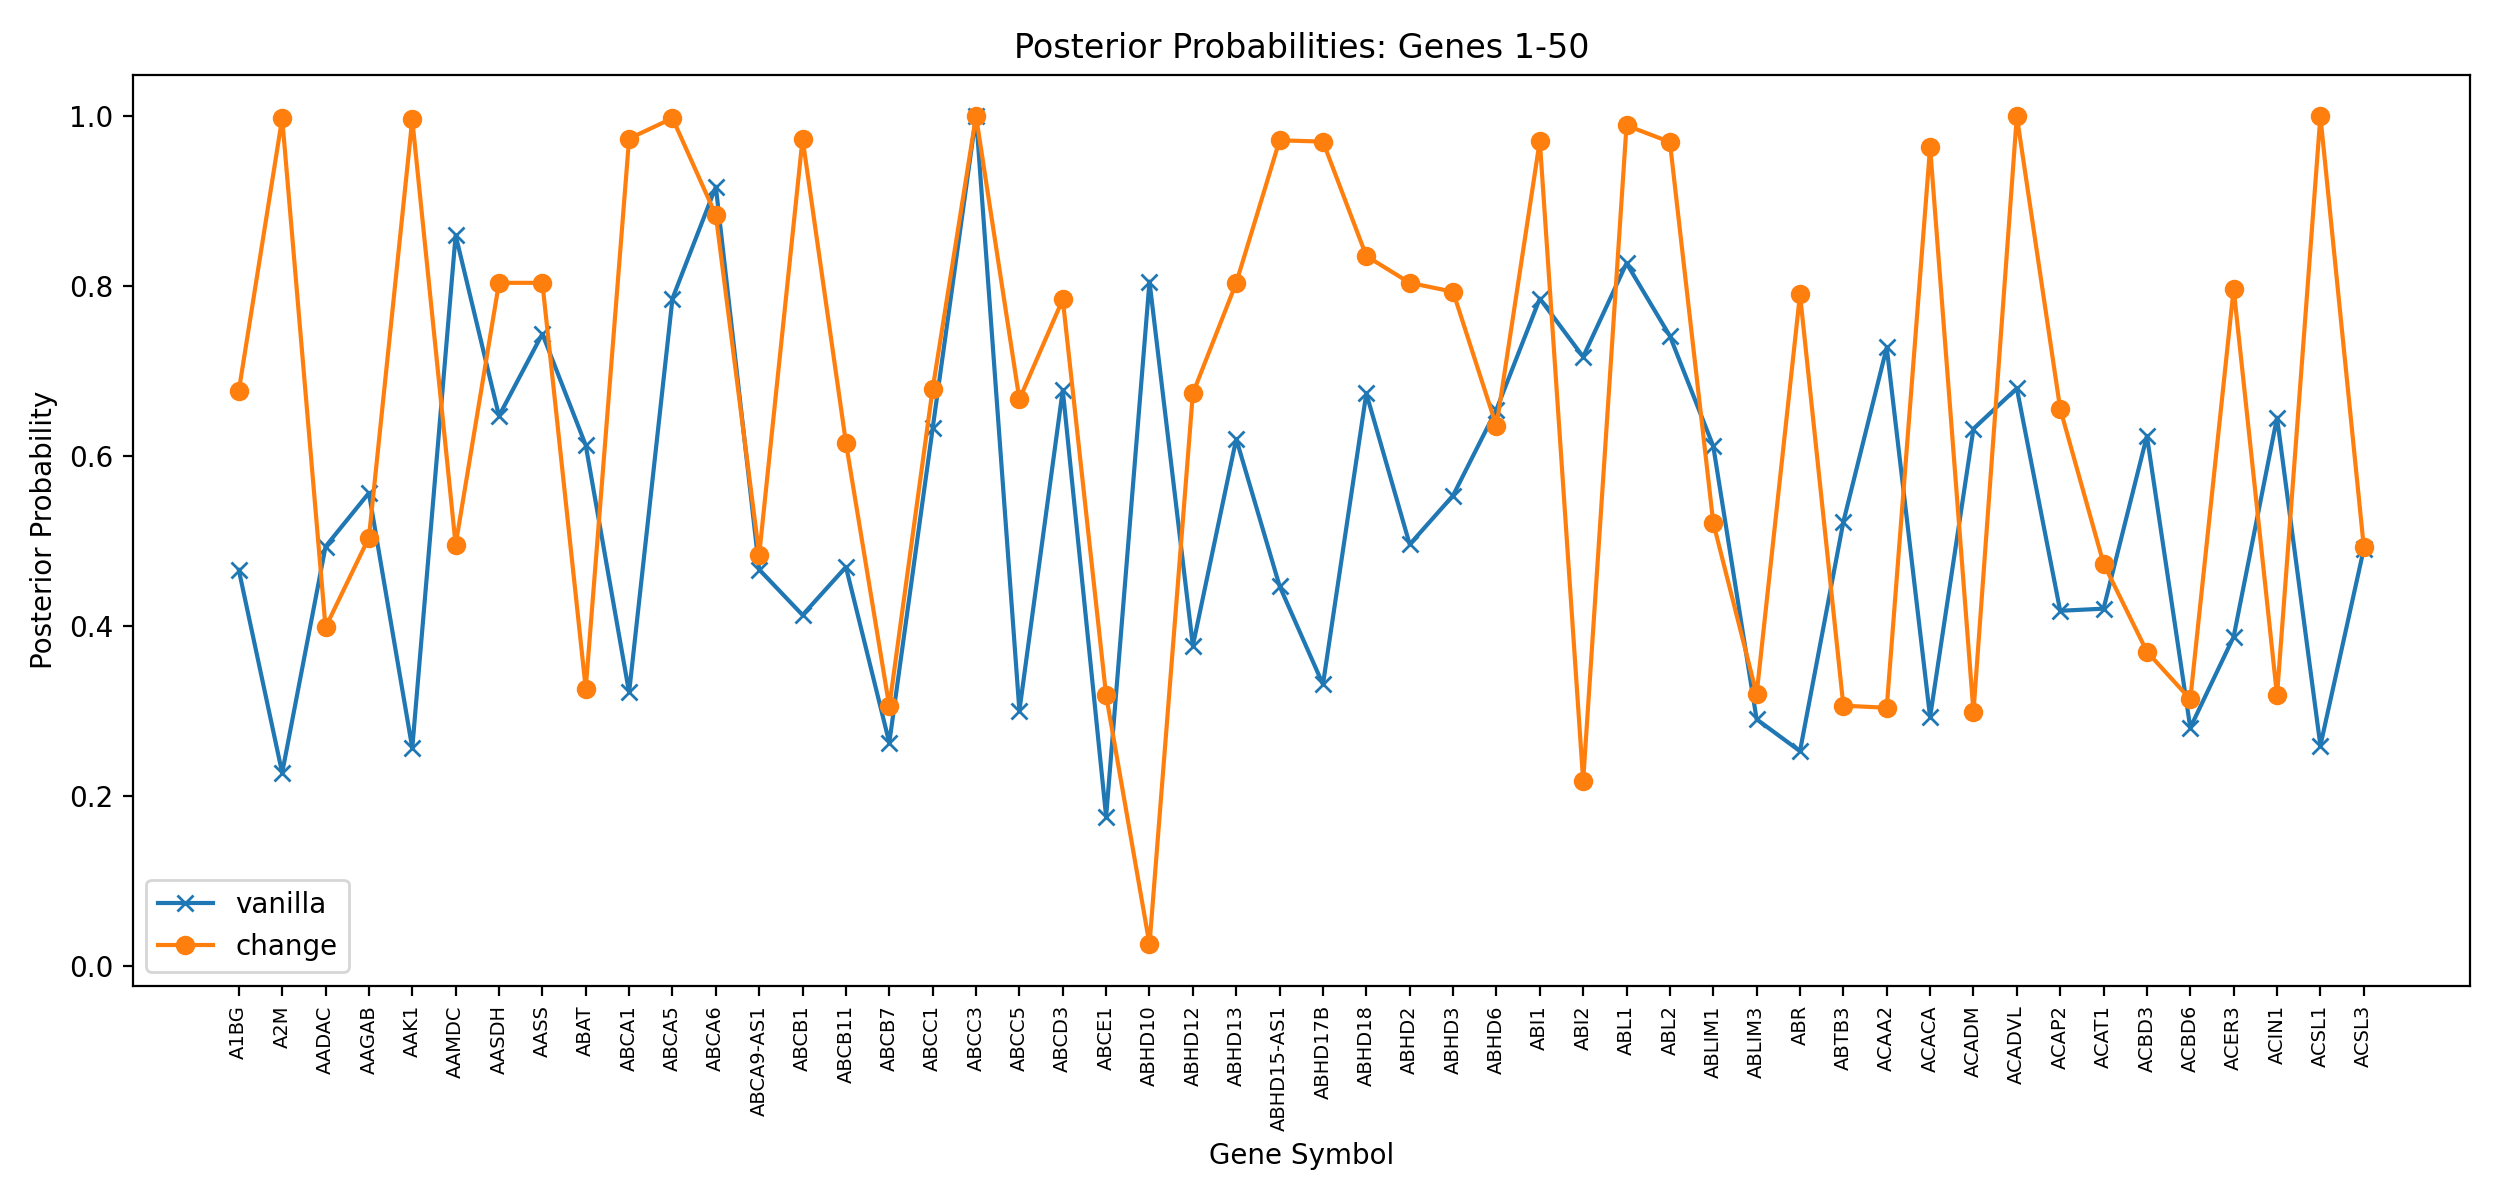 Posterior Probabilities: Genes 1-50
Posterior Probability
1.0
0.8
0.6
0.4
0.2
0.0
vanilla
change
A1BG
A2M
AADAC
AAGAB
AAK1
AAMDC
AASDH
AASS
ABAT
ABCA1
ABCA5
ABCA6
ABCA9-AS1
ABCB1
ABCB11
ABCB7
ABCC1
ABCC3
ABCC5
ABCD3
ABCE1
ABHD10
ABHD12
ABHD13
ABHD15-AS1
ABHD17B
ABHD18
ABHD2
ABHD3
ABHD6
ABI1
ABI2
ABL1
ABL2
ABLIM1
ABLIM3
ABR
ABTB3
ACAA2
ACACA
ACADM
ACADVL
ACAP2
ACAT1
ACBD3
ACBD6
ACER3
ACIN1
ACSL1
ACSL3
Gene Symbol